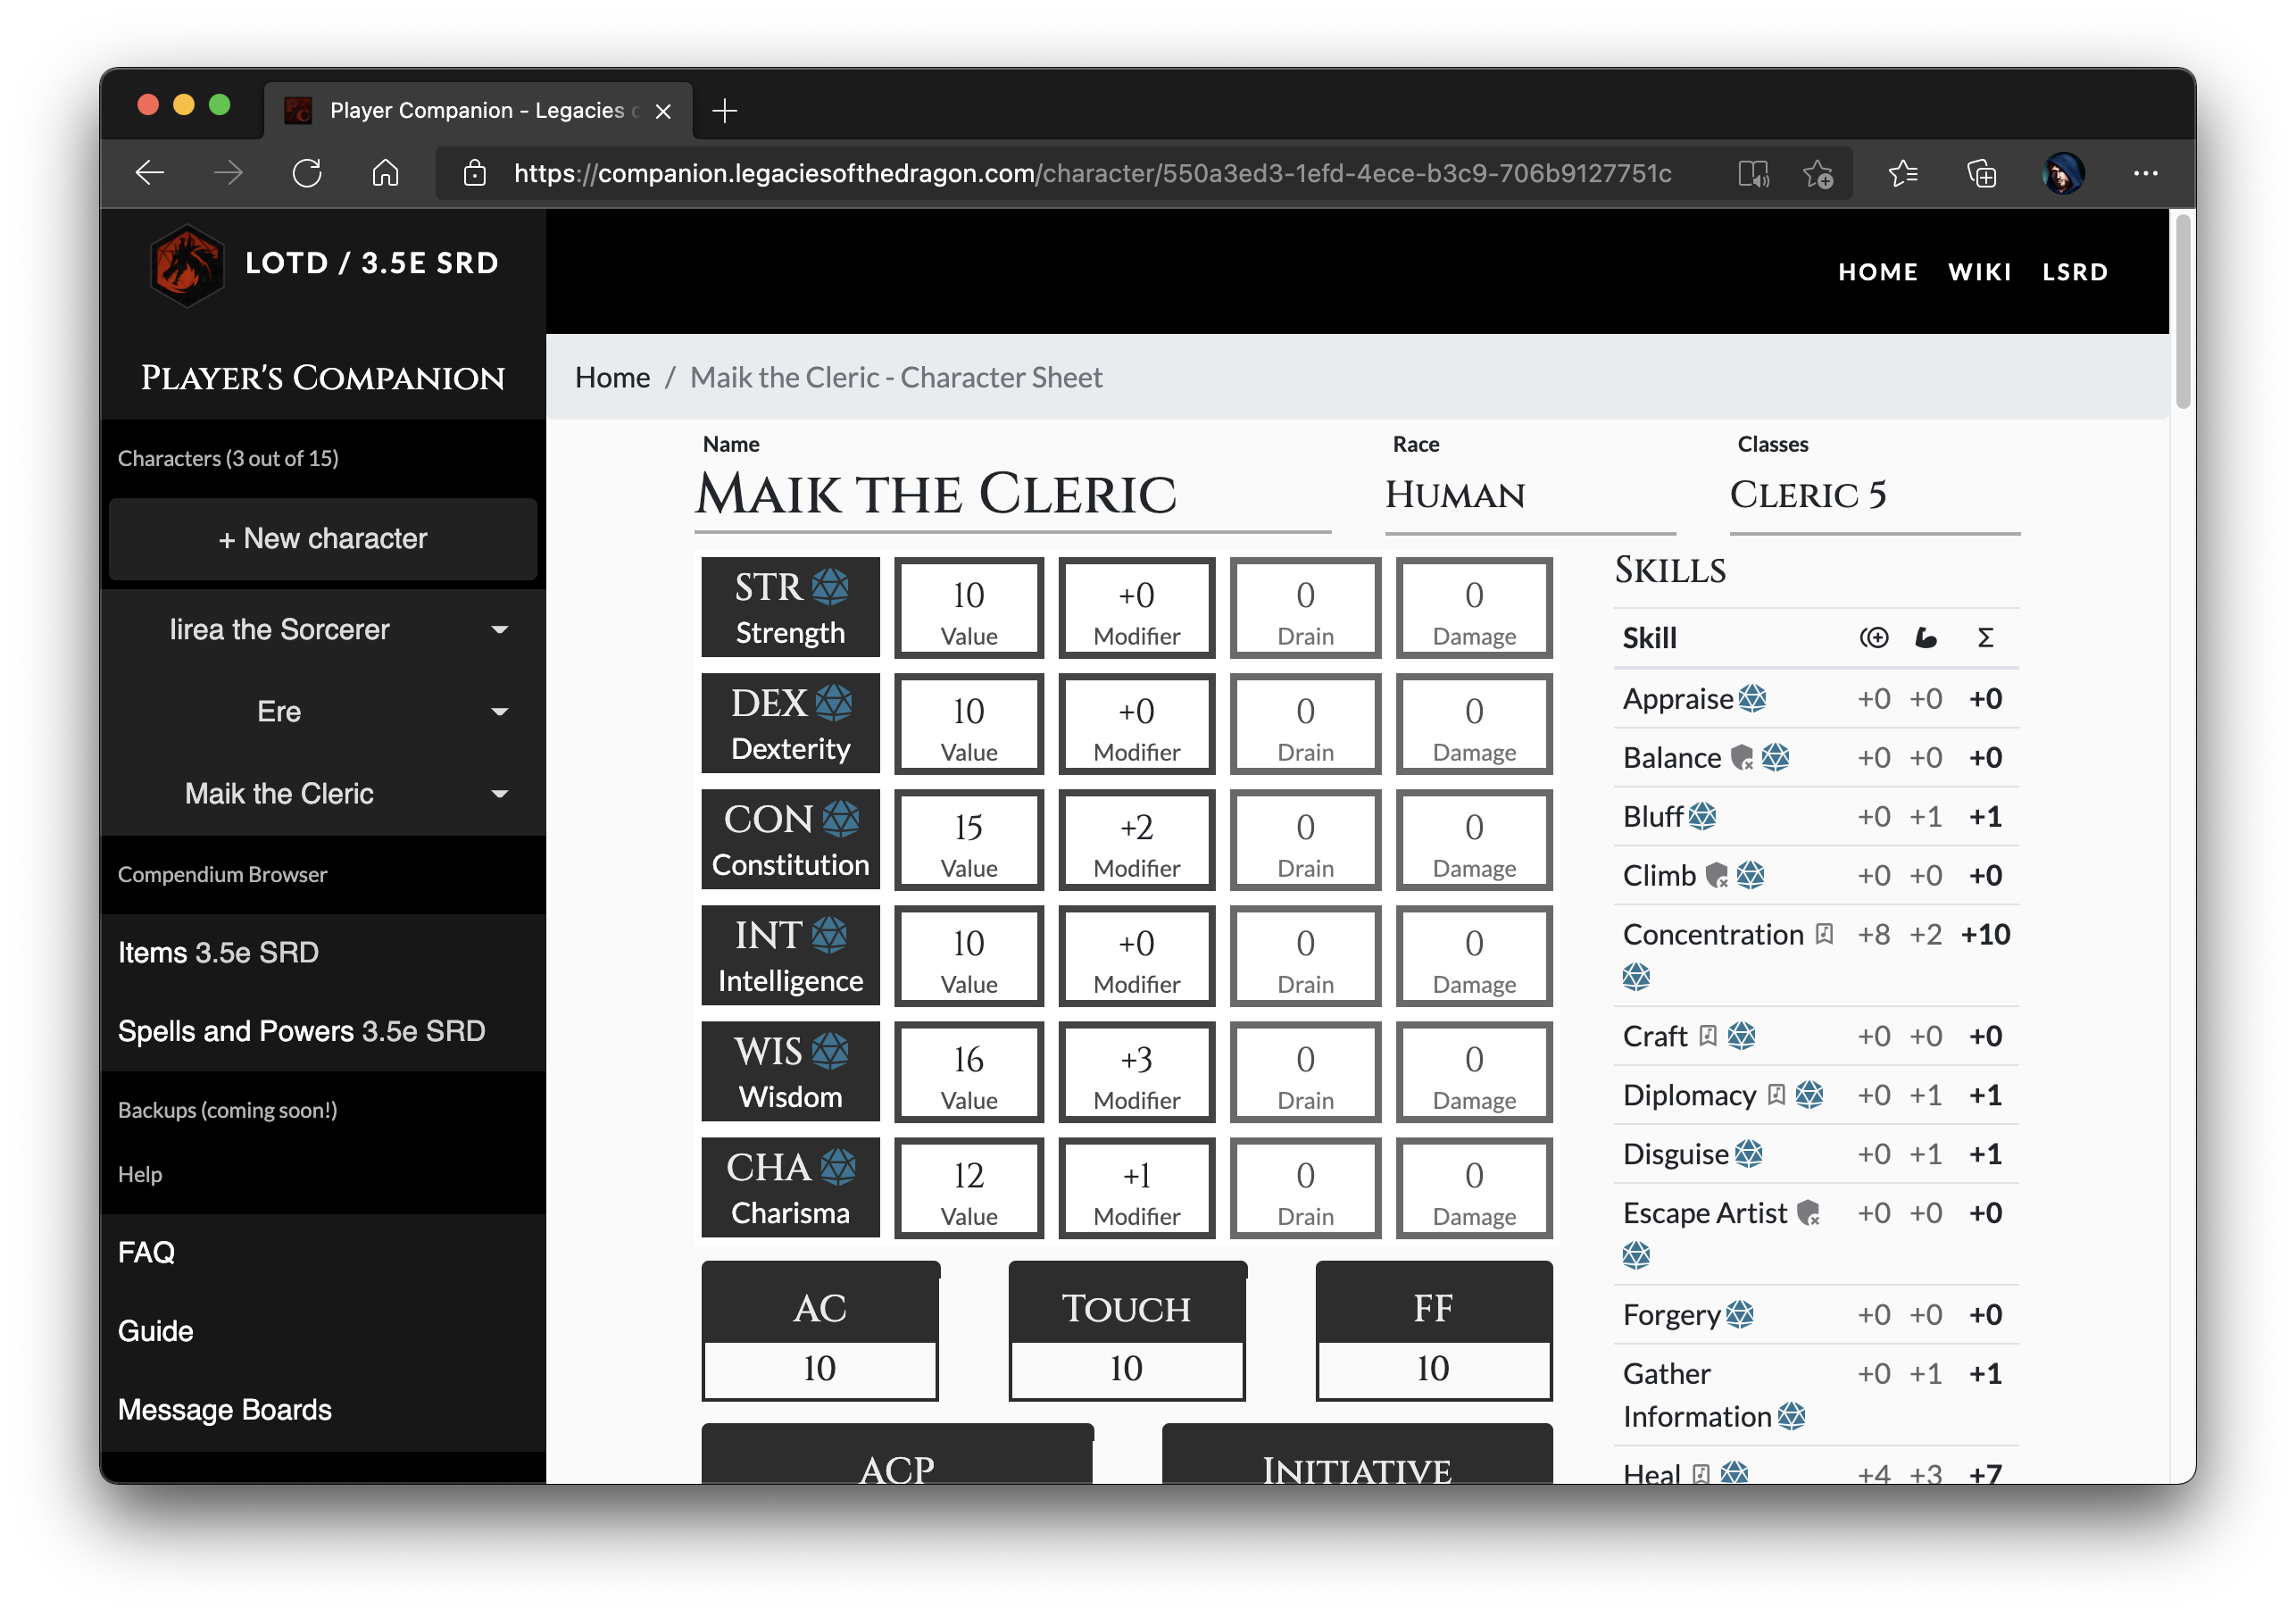 Player Companion - Legacies
https://companion.legaciesofthedragon.com/character/550a3ed3-1efd-4ece-b3c9-706b9127751c
LOTD / 3.5E SRD
HOME WIKI LSRD
Player's Companion
Home / Maik the Cleric - Character Sheet
Characters (3 out of 15)
+ New character
Iirea the Sorcerer
Ere
Maik the Cleric
Compendium Browser
Items 3.5e SRD
Spells and Powers 3.5e SRD
Backups (coming soon!)
Help
FAQ
Guide
Message Boards
Name Race Classes
Maik the Cleric Human Cleric 5
STR 10 +0 0 0
Strength Value Modifier Drain Damage
DEX 10 +0 0 0
Dexterity Value Modifier Drain Damage
CON 15 +2 0 0
Constitution Value Modifier Drain Damage
INT 10 +0 0 0
Intelligence Value Modifier Drain Damage
WIS 16 +3 0 0
Wisdom Value Modifier Drain Damage
CHA 12 +1 0 0
Charisma Value Modifier Drain Damage
AC Touch FF
10 10 10
ACP Initiative
Skills
Skill Σ
Appraise +0 +0 +0
Balance +0 +0 +0
Bluff +0 +1 +1
Climb +0 +0 +0
Concentration +8 +2 +10
Craft +0 +0 +0
Diplomacy +0 +1 +1
Disguise +0 +1 +1
Escape Artist +0 +0 +0
Forgery +0 +0 +0
Gather +0 +1 +1
Information
Heal +4 +3 +7